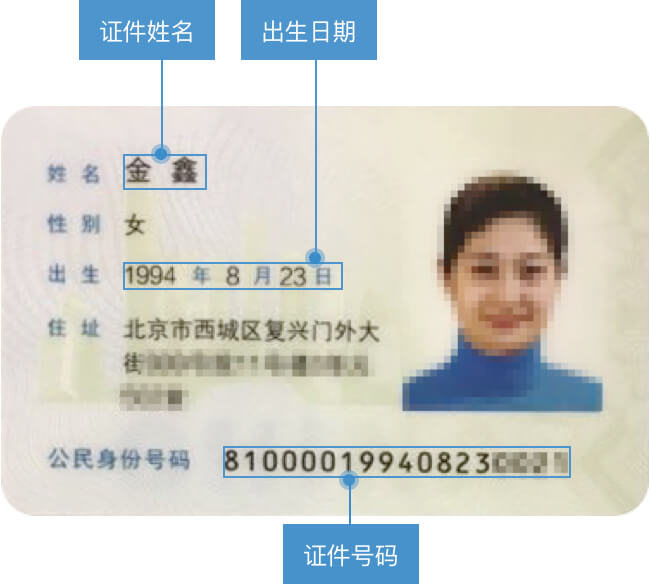 证件姓名 出生日期
姓名 金鑫
性别 女
出生 1994 年 8 月 23 日
住址 北京市西城区复兴门外大
街
公民身份号码 81000019940823
证件号码